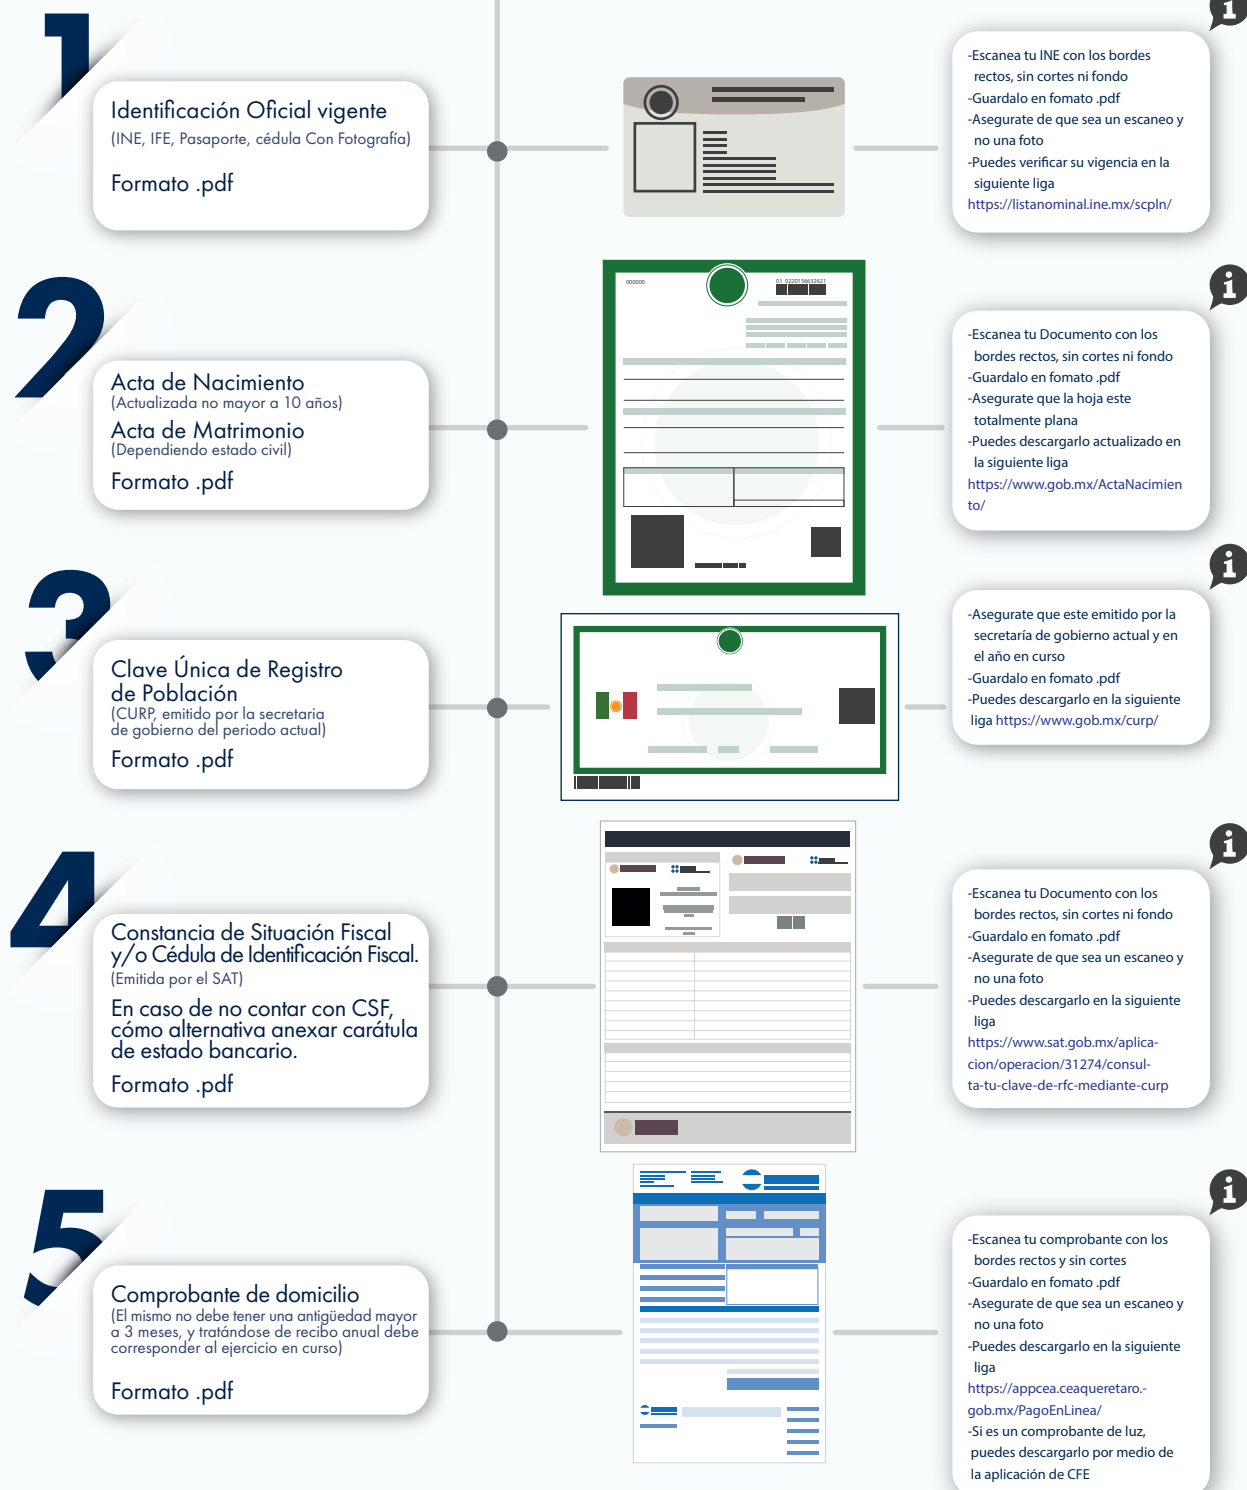 1
Identificación Oficial vigente
(INE, IFE, Pasaporte, cédula Con Fotografía)
Formato .pdf
i
-Escanea tu INE con los bordes
rectos, sin cortes ni fondo
-Guardalo en fomato .pdf
-Asegurate de que sea un escaneo y
no una foto
-Puedes verificar su vigencia en la
siguiente liga
https://listanominal.ine.mx/scpln/
2
Acta de Nacimiento
(Actualizada no mayor a 10 años)
Acta de Matrimonio
(Dependiendo estado civil)
Formato .pdf
000000
01 0220156632621
i
-Escanea tu Documento con los
bordes rectos, sin cortes ni fondo
-Guardalo en fomato .pdf
-Asegurate que la hoja este
totalmente plana
-Puedes descargarlo actualizado en
la siguiente liga
https://www.gob.mx/ActaNacimien
to/
3
Clave Única de Registro
de Población
(CURP, emitido por la secretaria
de gobierno del periodo actual)
Formato .pdf
i
-Asegurate que este emitido por la
secretaría de gobierno actual y en
el año en curso
-Guardalo en fomato .pdf
-Puedes descargarlo en la siguiente
liga https://www.gob.mx/curp/
4
Constancia de Situación Fiscal
y/o Cédula de Identificación Fiscal.
(Emitida por el SAT)
En caso de no contar con CSF,
cómo alternativa anexar carátula
de estado bancario.
Formato .pdf
i
-Escanea tu Documento con los
bordes rectos, sin cortes ni fondo
-Guardalo en fomato .pdf
-Asegurate de que sea un escaneo y
no una foto
-Puedes descargarlo en la siguiente
liga
https://www.sat.gob.mx/aplica-
cion/operacion/31274/consul-
ta-tu-clave-de-rfc-mediante-curp
5
Comprobante de domicilio
(El mismo no debe tener una antigüedad mayor
a 3 meses, y tratándose de recibo anual debe
corresponder al ejercicio en curso)
Formato .pdf
i
-Escanea tu comprobante con los
bordes rectos y sin cortes
-Guardalo en fomato .pdf
-Asegurate de que sea un escaneo y
no una foto
-Puedes descargarlo en la siguiente
liga
https://appcea.ceaqueretaro.-
gob.mx/PagoEnLinea/
-Si es un comprobante de luz,
puedes descargarlo por medio de
la aplicación de CFE